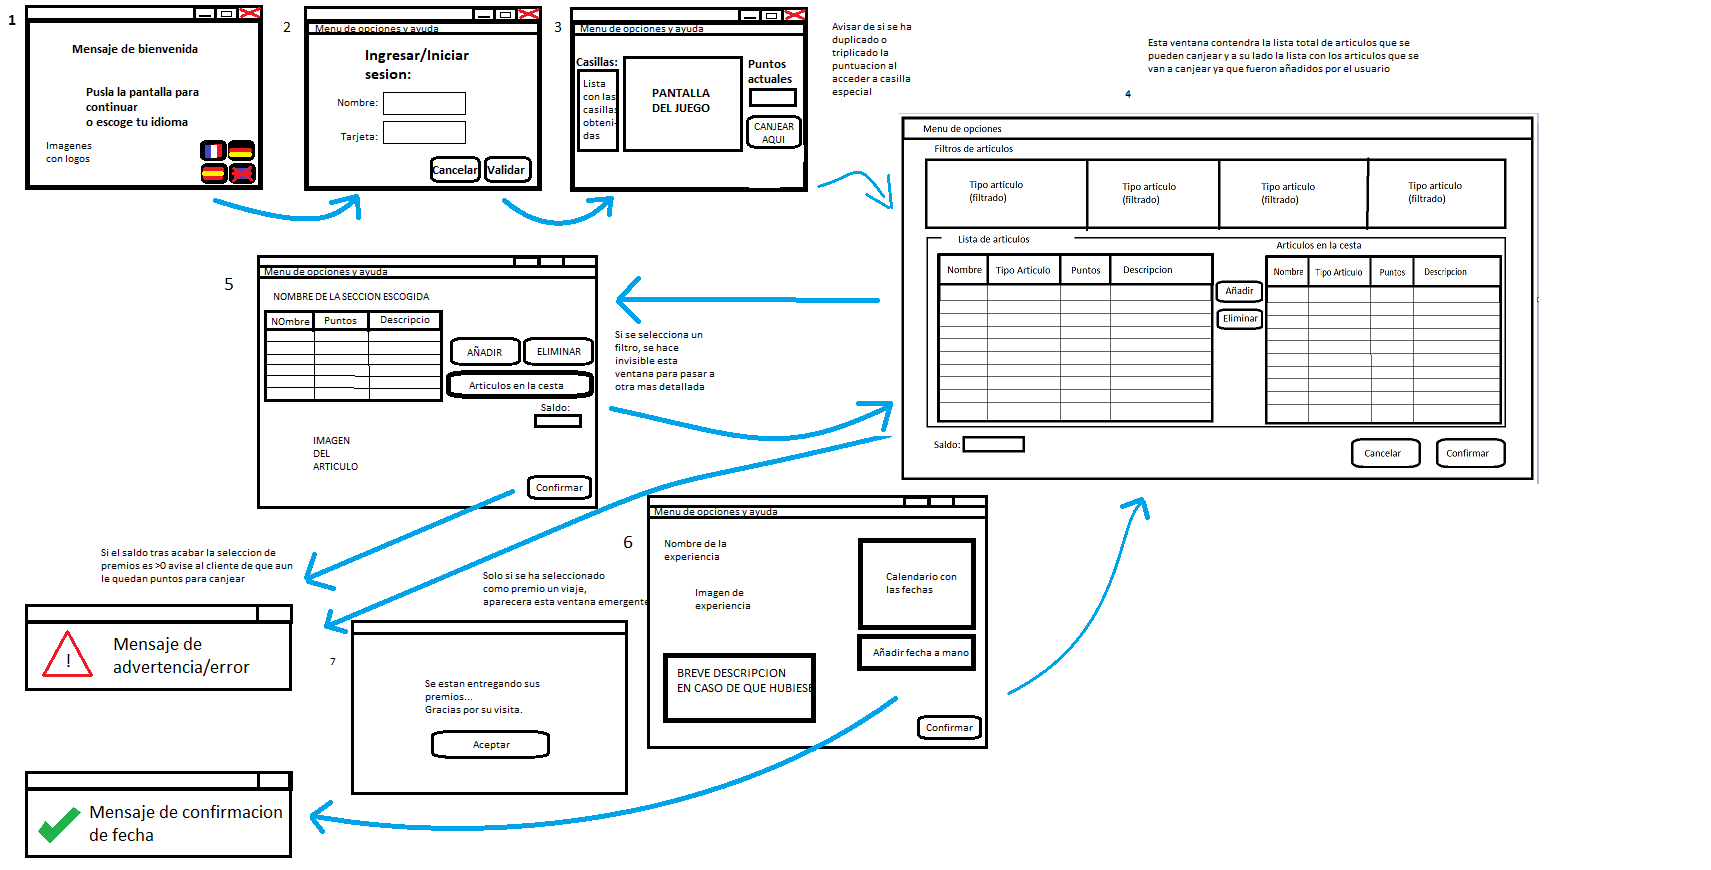 1
Mensaje de bienvenida
Pusla la pantalla para
continuar
o escoge tu idioma
Imagenes
con logos
2
Menu de opciones y ayuda
Ingresar/Iniciar
sesion:
Nombre:
Tarjeta:
Cancelar
Validar
3
Menu de opciones y ayuda
Casillas:
Lista
con las
casillas
obteni-
das
PANTALLA
DEL JUEGO
Puntos
actuales
CANJEAR
AQUI
Avisar de si se ha
duplicado o
triplicado la
puntuacion al
acceder a casilla
especial
Esta ventana contendra la lista total de articulos que se
pueden canjear y a su lado la lista con los articulos que se
van a canjear ya que fueron añadidos por el usuario
4
Menu de opciones
Filtros de articulos
Tipo articulo
(filtrado)
Tipo articulo
(filtrado)
Tipo articulo
(filtrado)
Tipo articulo
(filtrado)
Lista de articulos
Nombre
Tipo Articulo
Puntos
Descripcion
Añadir
Eliminar
Articulos en la cesta
Nombre
Tipo Articulo
Puntos
Descripcion
Saldo:
Cancelar
Confirmar
5
Menu de opciones y ayuda
NOMBRE DE LA SECCION ESCOGIDA
NOmbre
Puntos
Descripcio
AÑADIR
ELIMINAR
Articulos en la cesta
Saldo:
IMAGEN
DEL
ARTICULO
Confirmar
Si se selecciona un
filtro, se hace
invisible esta
ventana para pasar a
otra mas detallada
6
Menu de opciones y ayuda
Nombre de la
experiencia
Imagen de
experiencia
Calendario con
las fechas
Añadir fecha a mano
BREVE DESCRIPCION
EN CASO DE QUE HUBIESE
Confirmar
Si el saldo tras acabar la seleccion de
premios es >0 avise al cliente de que aun
le quedan puntos para canjear
Solo si se ha seleccionado
como premio un viaje,
aparecera esta ventana emergente
!
Mensaje de
advertencia/error
7
Se estan entregando sus
premios...
Gracias por su visita.
Aceptar
Mensaje de confirmacion
de fecha